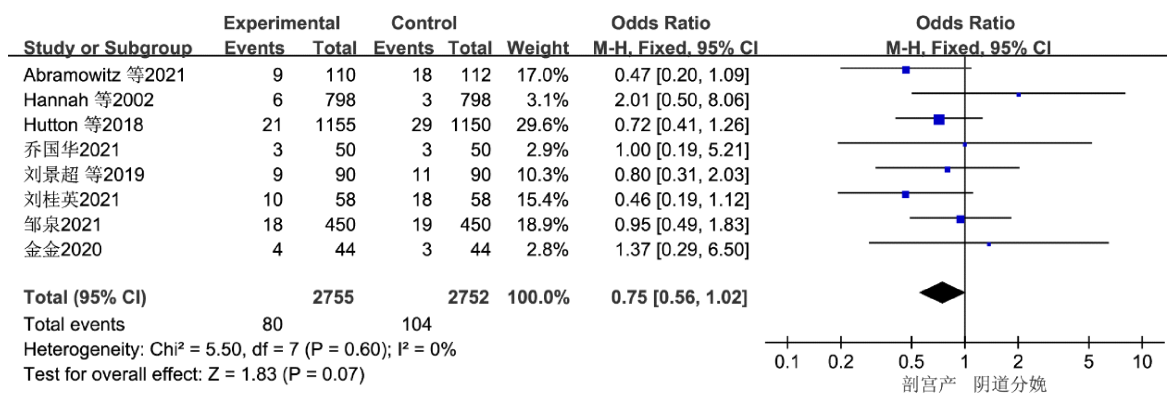 Experimental Control Odds Ratio Odds Ratio
Study or Subgroup Events Total Events Total Weight M-H, Fixed, 95% CI M-H, Fixed, 95% CI
Abramowitz 等2021 9 110 18 112 17.0% 0.47 [0.20, 1.09]
Hannah 等2002 6 798 3 798 3.1% 2.01 [0.50, 8.06]
Hutton 等2018 21 1155 29 1150 29.6% 0.72 [0.41, 1.26]
乔国华2021 3 50 3 50 2.9% 1.00 [0.19, 5.21]
刘景超 等2019 9 90 11 90 10.3% 0.80 [0.31, 2.03]
刘桂英2021 10 58 18 58 15.4% 0.46 [0.19, 1.12]
邹泉2021 18 450 19 450 18.9% 0.95 [0.49, 1.83]
金金2020 4 44 3 44 2.8% 1.37 [0.29, 6.50]
Total (95% CI) 2755 2752 100.0% 0.75 [0.56, 1.02]
Total events 80 104
Heterogeneity: Chi² = 5.50, df = 7 (P = 0.60); I² = 0%
Test for overall effect: Z = 1.83 (P = 0.07)
0.1 0.2 0.5 1 2 5 10
剖宫产 阴道分娩